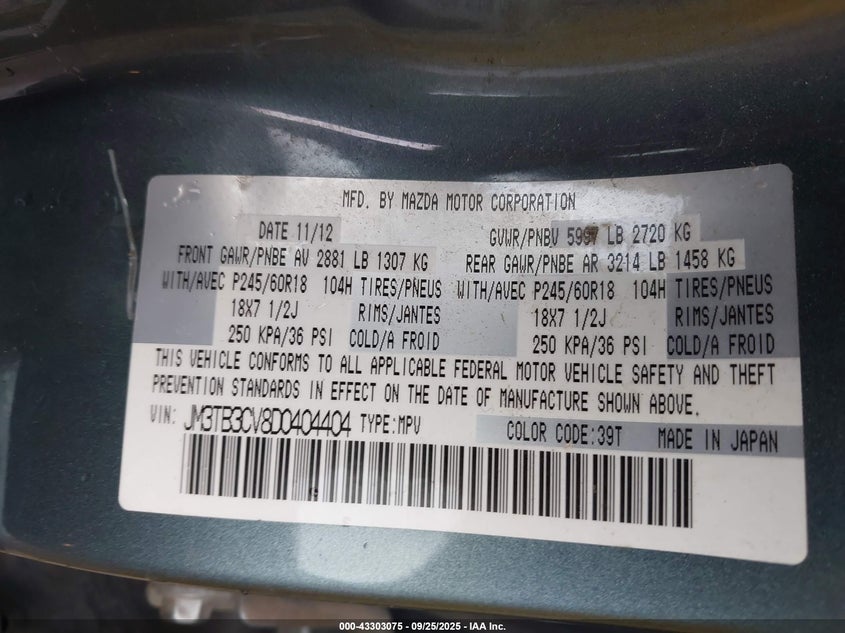 MFD. BY MAZDA MOTOR CORPORATION
DATE 11/12 GVWR/PNBV 5997 LB 2720 KG
FRONT GAWR/PNBE AV 2881 LB 1307 KG REAR GAWR/PNBE AR 3214 LB 1458 KG
WITH/AVEC P245/60R18 104H TIRES/PNEUS WITH/AVEC P245/60R18 104H TIRES/PNEUS
18X7 1/2J RIMS/JANTES 18X7 1/2J RIMS/JANTES
250 KPA/36 PSI COLD/A FROID 250 KPA/36 PSI COLD/A FROID
THIS VEHICLE CONFORMS TO ALL APPLICABLE FEDERAL MOTOR VEHICLE SAFETY AND THEFT
PREVENTION STANDARDS IN EFFECT ON THE DATE OF MANUFACTURE SHOWN ABOVE.
VIN: JM3TB3CV8D0404404 TYPE:MPV COLOR CODE:39T MADE IN JAPAN
000-43303075 - 09/25/2025 - IAA Inc.